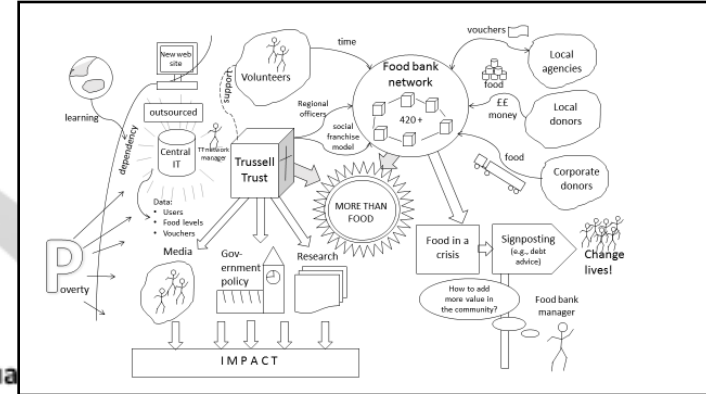 New web
site
learning
outsourced
dependency
Central
IT
Data:
• Users
• Food levels
• Vouchers
TT network
manager
support
Volunteers
time
Regional
officers
social
franchise
model
Trussell
Trust
Food bank
network
420 +
vouchers
Local
agencies
food
££
money
Local
donors
food
Corporate
donors
MORE THAN
FOOD
Poverty
Media
Gov-
ernment
policy
Research
IMPACT
Food in a
crisis
Signposting
(e.g., debt
advice)
Change
lives!
How to add
more value in
the community?
Food bank
manager